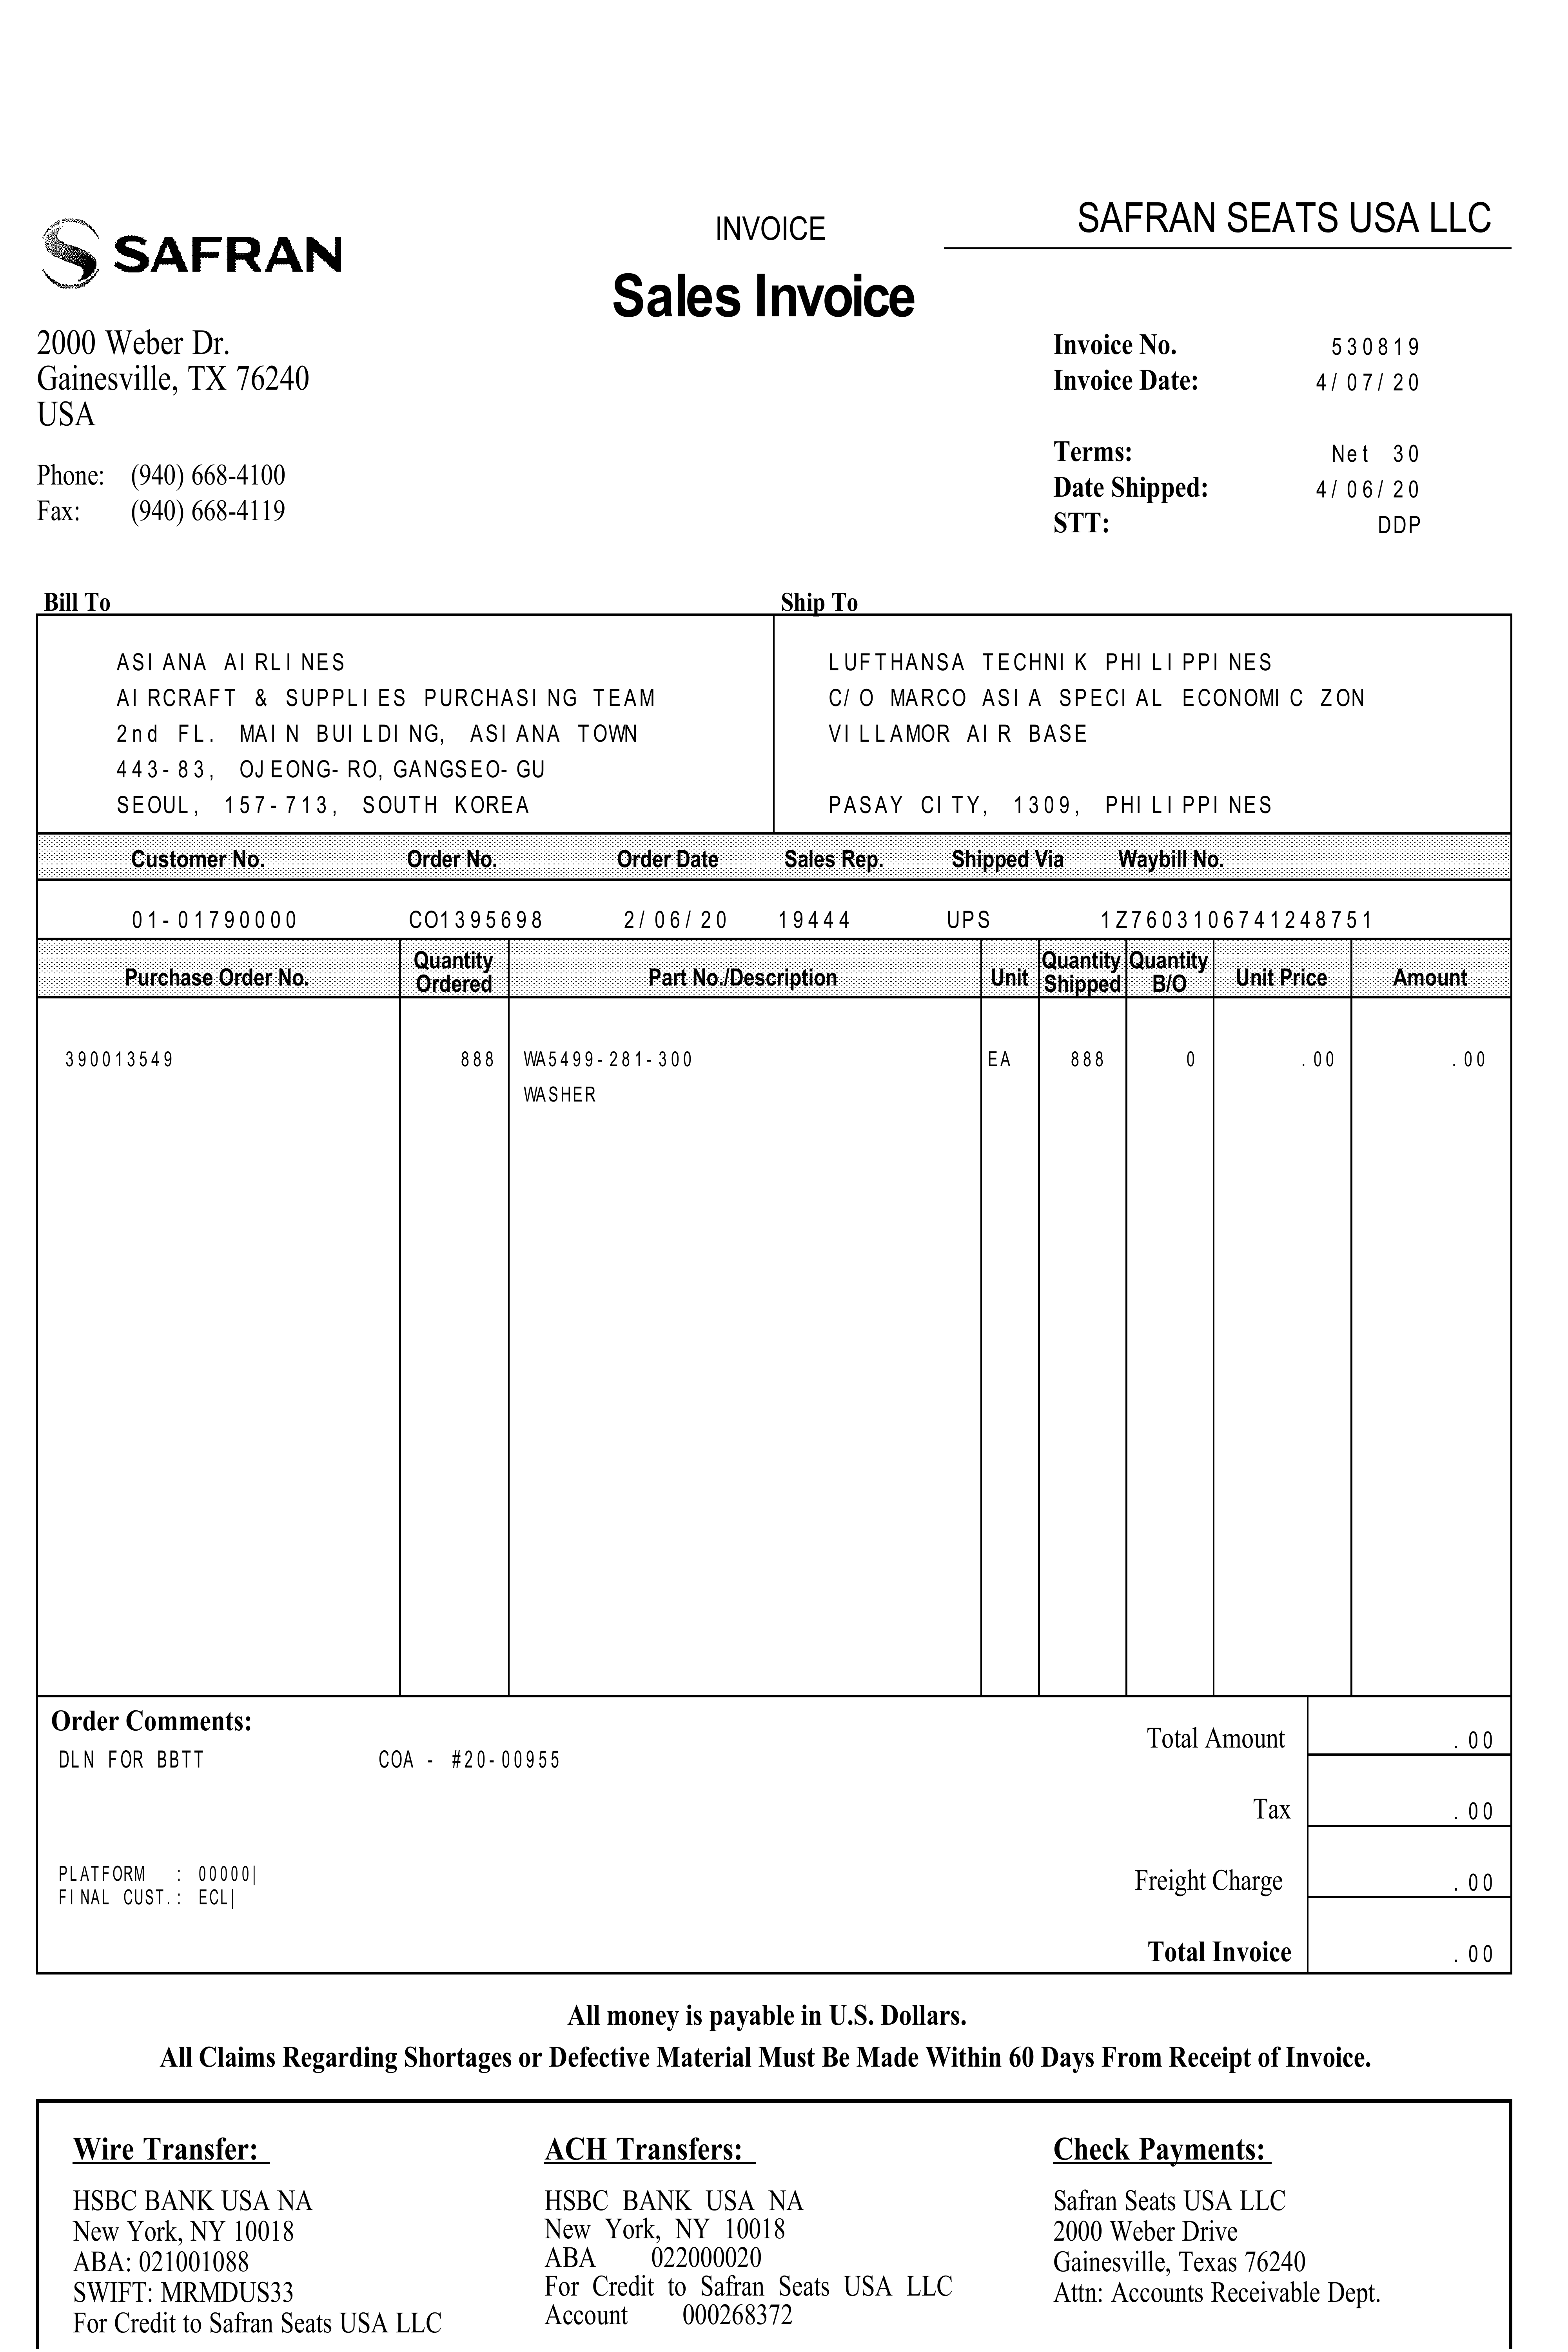 SAFRAN
INVOICE
SAFRAN SEATS USA LLC
Sales Invoice
2000 Weber Dr.
Gainesville, TX 76240
USA
Phone: (940) 668-4100
Fax: (940) 668-4119
Invoice No. 530819
Invoice Date: 4/07/20
Terms: Net 30
Date Shipped: 4/06/20
STT: DDP
Bill To
ASIANA AIRLINES
AIRCRAFT & SUPPLIES PURCHASING TEAM
2nd FL. MAIN BUILDING, ASIANA TOWN
443-83, OJEONG-RO,GANGSEO-GU
SEOUL, 157-713, SOUTH KOREA
Ship To
LUFTHANSA TECHNIK PHILIPPINES
C/O MARCO ASIA SPECIAL ECONOMIC ZON
VILLAMOR AIR BASE
PASAY CITY, 1309, PHILIPPINES
Customer No. Order No. Order Date Sales Rep. Shipped Via Waybill No.
01-01790000 CO1395698 2/06/20 19444 UPS 1Z7603106741248751
Purchase Order No. Quantity Ordered Part No./Description Unit Quantity Shipped Quantity B/O Unit Price Amount
390013549 888 WA5499-281-300 EA 888 0 .00 .00
WASHER
Order Comments:
DLN FOR BBTT COA - #20-00955
PLATFORM : 00000|
FINAL CUST.: ECL|
Total Amount .00
Tax .00
Freight Charge .00
Total Invoice .00
All money is payable in U.S. Dollars.
All Claims Regarding Shortages or Defective Material Must Be Made Within 60 Days From Receipt of Invoice.
Wire Transfer:
HSBC BANK USA NA
New York, NY 10018
ABA: 021001088
SWIFT: MRMDUS33
For Credit to Safran Seats USA LLC
ACH Transfers:
HSBC BANK USA NA
New York, NY 10018
ABA 022000020
For Credit to Safran Seats USA LLC
Account 000268372
Check Payments:
Safran Seats USA LLC
2000 Weber Drive
Gainesville, Texas 76240
Attn: Accounts Receivable Dept.